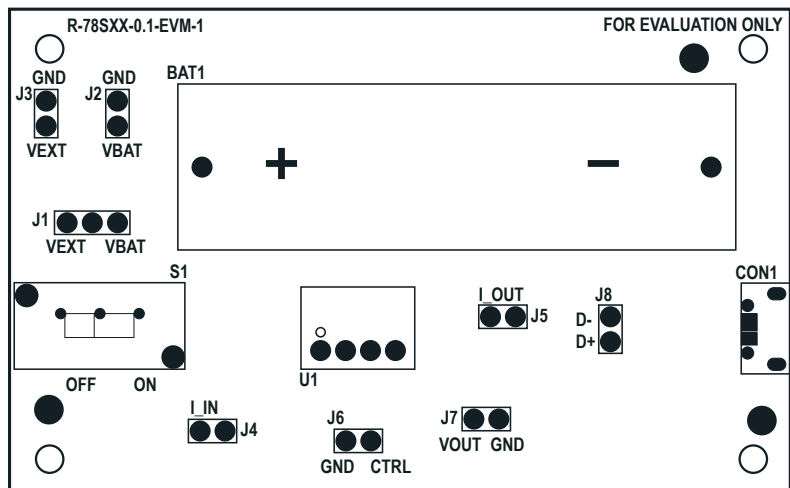 R-78SXX-0.1-EVM-1
FOR EVALUATION ONLY
GND
GND
BAT1
J3
J2
VEXT
VBAT
+
−
J1
VEXT
VBAT
S1
CON1
I_OUT
J8
J5
D-
D+
U1
OFF
ON
I_IN
J4
J6
J7
VOUT
GND
GND
CTRL